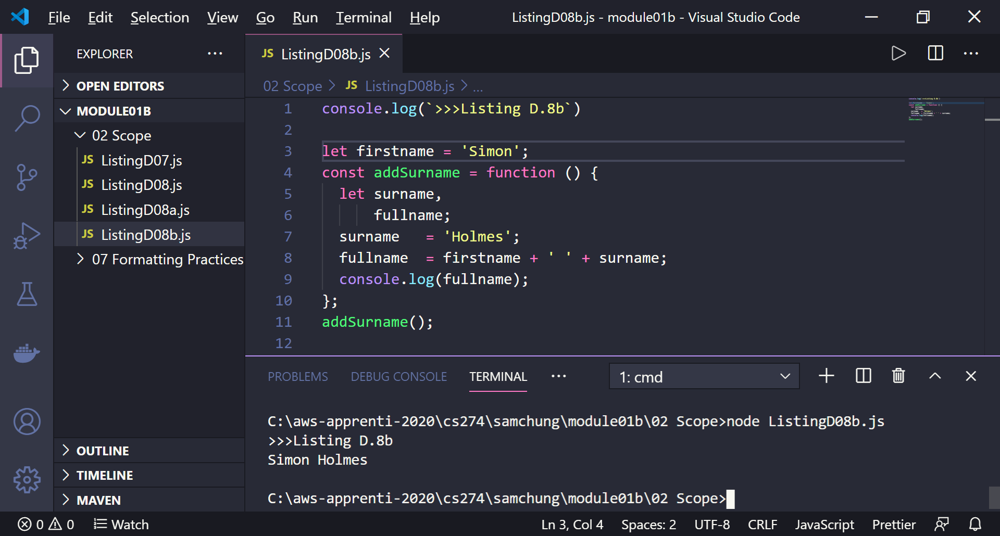 File Edit Selection View Go Run Terminal Help ListingD08b.js - module01b - Visual Studio Code
EXPLORER ···
OPEN EDITORS
MODULE01B
02 Scope
JS ListingD07.js
JS ListingD08.js
JS ListingD08a.js
JS ListingD08b.js
07 Formatting Practices
OUTLINE
TIMELINE
MAVEN
JS ListingD08b.js
02 Scope > JS ListingD08b.js > ...
1 console.log(`>>>Listing D.8b`)
2
3 let firstname = 'Simon';
4 const addSurname = function () {
5 let surname,
6 fullname;
7 surname = 'Holmes';
8 fullname = firstname + ' ' + surname;
9 console.log(fullname);
10 };
11 addSurname();
12
PROBLEMS DEBUG CONSOLE TERMINAL ··· 1: cmd
C:\aws-apprenti-2020\cs274\samchung\module01b\02 Scope>node ListingD08b.js
>>>Listing D.8b
Simon Holmes
C:\aws-apprenti-2020\cs274\samchung\module01b\02 Scope>
0 0 Watch Ln 3, Col 4 Spaces: 2 UTF-8 CRLF JavaScript Prettier